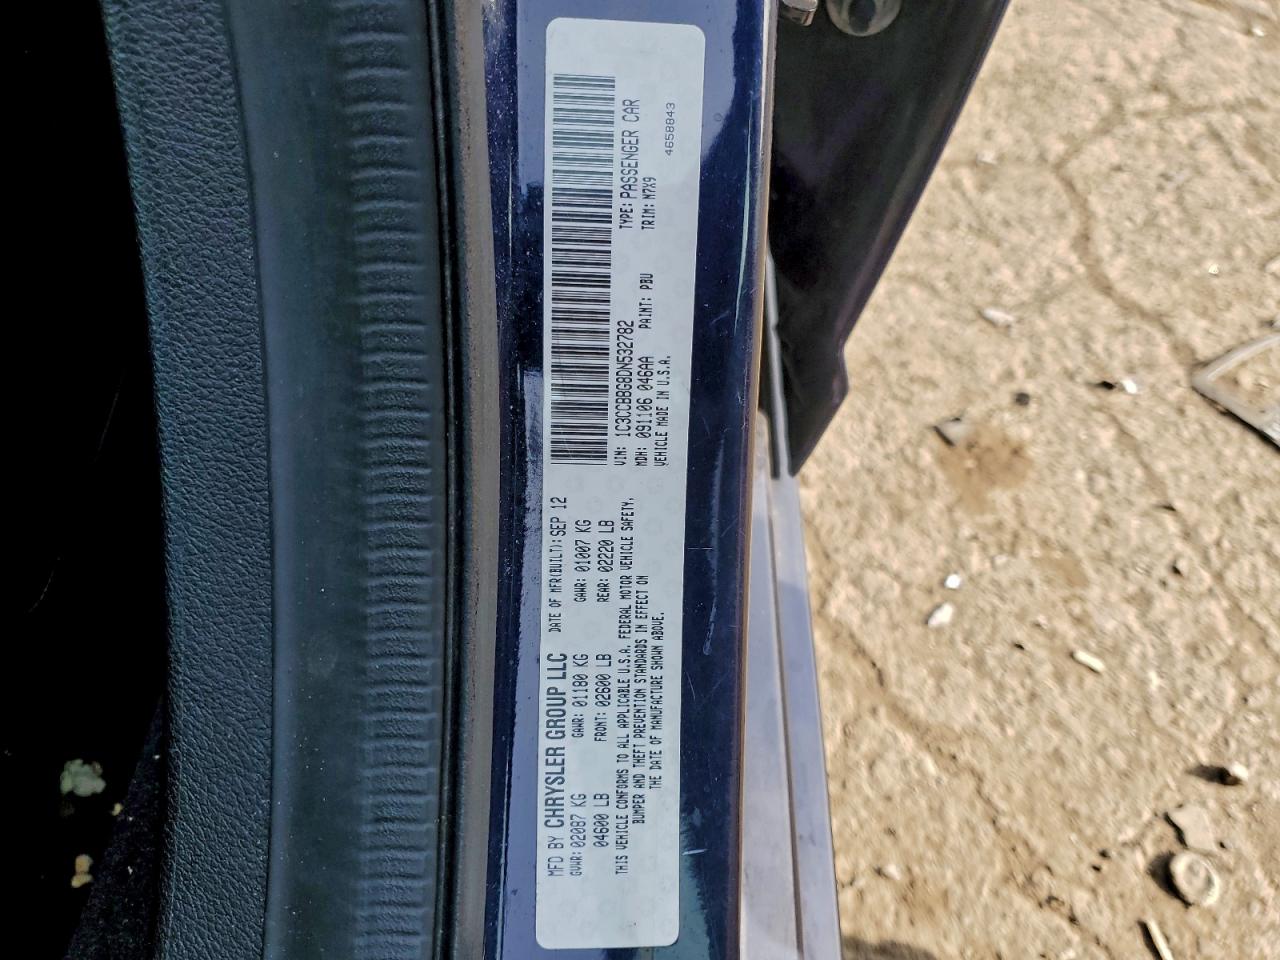 MFD BY CHRYSLER GROUP LLC DATE OF MFR(BUILT): SEP 12
GVWR: 02087 KG GAWR: 01180 KG GAWR: 01007 KG
04600 LB FRONT: 02600 LB REAR: 02220 LB
THIS VEHICLE CONFORMS TO ALL APPLICABLE U.S.A. FEDERAL MOTOR VEHICLE SAFETY,
BUMPER AND THEFT PREVENTION STANDARDS IN EFFECT ON
THE DATE OF MANUFACTURE SHOWN ABOVE.
VIN: 1C3CCBBG8DN532782 TYPE: PASSENGER CAR
MDH: 091106 046AA PAINT: PBU TRIM: M7X9
VEHICLE MADE IN U.S.A.
4658843